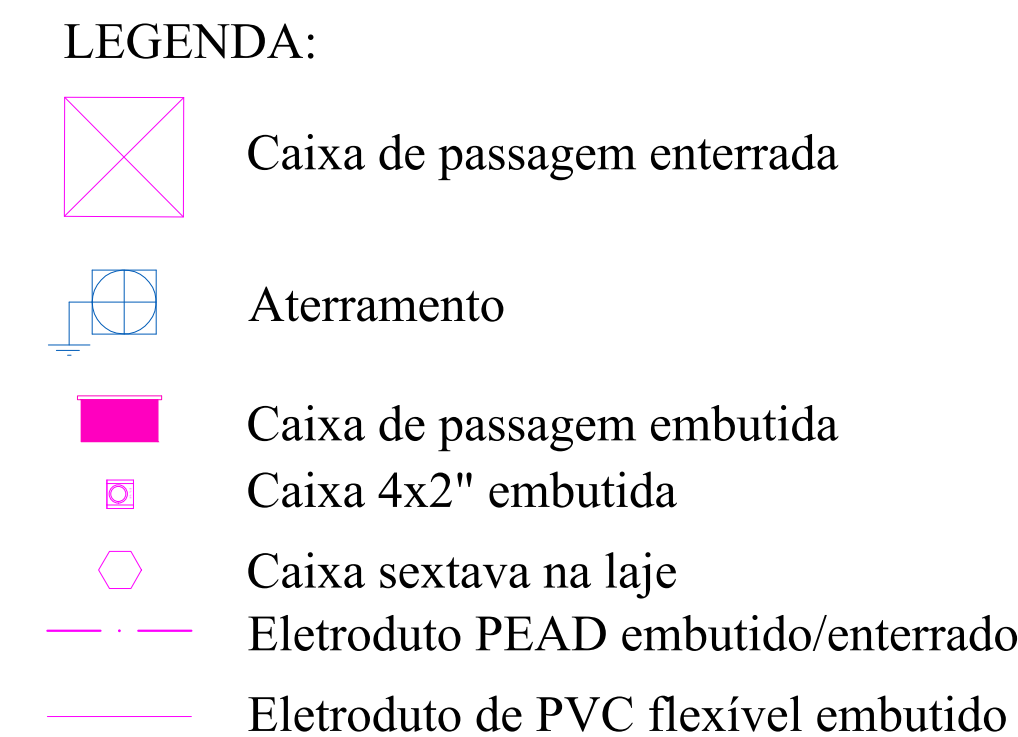 LEGENDA:
Caixa de passagem enterrada
Aterramento
Caixa de passagem embutida
Caixa 4x2" embutida
Caixa sextava na laje
Eletroduto PEAD embutido/enterrado
Eletroduto de PVC flexível embutido